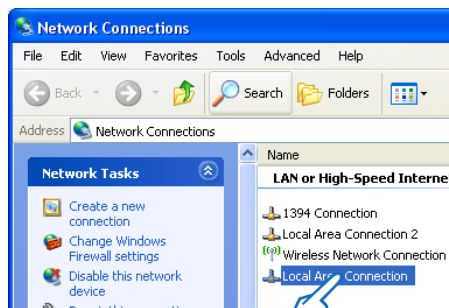 Network Connections
File Edit View Favorites Tools Advanced Help
Back Search Folders
Address Network Connections
Network Tasks
Create a new
connection
Change Windows
Firewall settings
Disable this network
device
Name
LAN or High-Speed Interne
1394 Connection
Local Area Connection 2
Wireless Network Connection
Local Area Connection